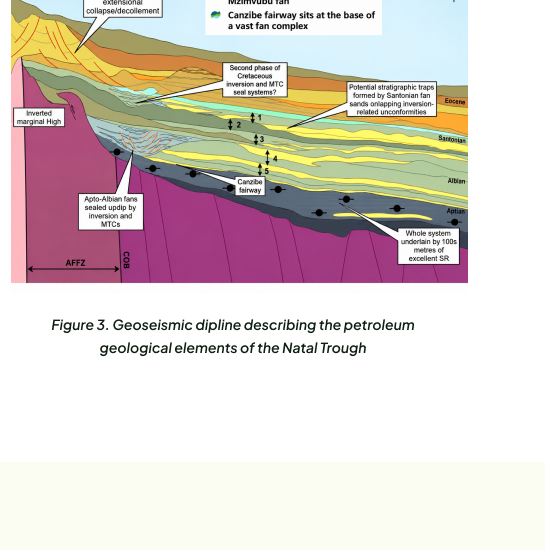 extensional
collapse/decollement
Mzimvubu fan
Canzibe fairway sits at the base of
a vast fan complex
Second phase of
Cretaceous
inversion and MTC
seal systems?
Potential stratigraphic traps
formed by Santonian fan
sands onlapping inversion-
related unconformities
Eocene
Inverted
marginal High
1
2
3
Santonian
4
5
Canzibe
fairway
Albian
Apto-Albian fans
sealed updip by
inversion and
MTCs
Aptian
Whole system
underlain by 100s
metres of
excellent SR
AFFZ
COB
Figure 3. Geoseismic dipline describing the petroleum
geological elements of the Natal Trough